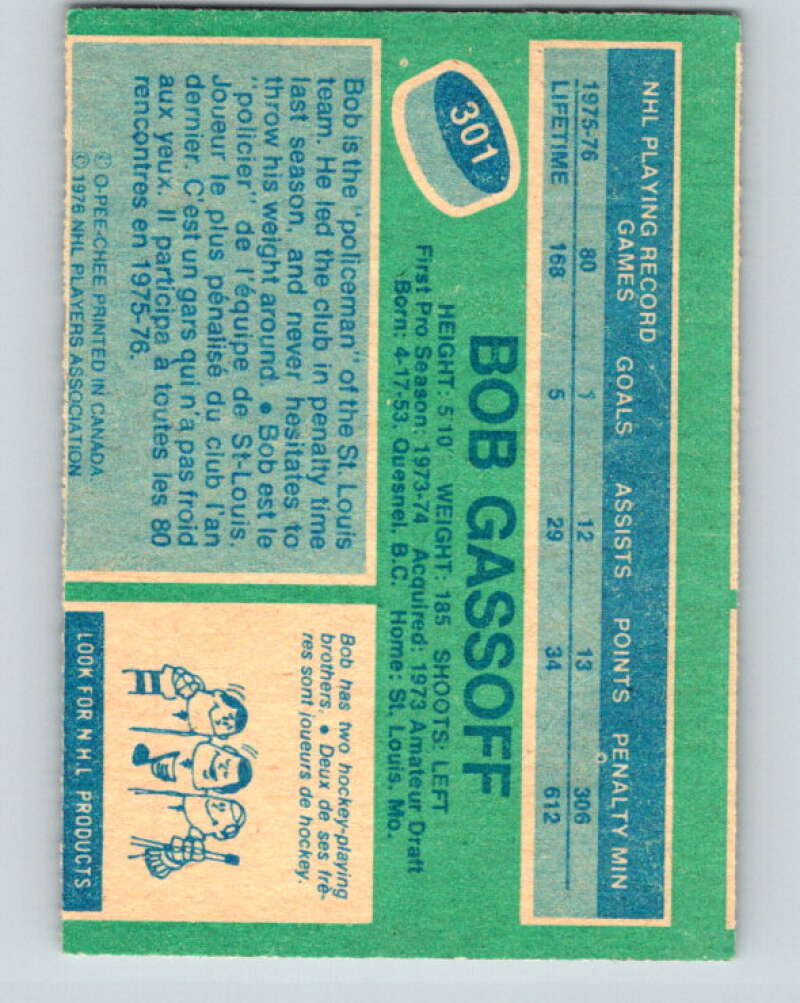 NHL PLAYING RECORD
GAMES GOALS ASSISTS POINTS PENALTY MIN
1975-76 80 1 12 13 306
LIFETIME 168 5 29 34 612
301
BOB GASSOFF
HEIGHT: 5'10" WEIGHT: 185 SHOOTS: LEFT
First Pro Season: 1973-74 Acquired: 1973 Amateur Draft
Born: 4-17-53, Quesnel, B.C. Home: St. Louis, Mo.
Bob is the "policeman" of the St. Louis
team. He led the club in penalty time
last season, and never hesitates to
throw his weight around. • Bob est le
"policier" de l'équipe de St-Louis.
Joueur le plus pénalisé du club l'an
dernier. C'est un gars qui n'a pas froid
aux yeux. Il participa à toutes les 80
rencontres en 1975-76.
© O-PEE-CHEE PRINTED IN CANADA.
© 1976 NHL PLAYERS ASSOCIATION
Bob has two hockey-playing
brothers. • Deux de ses frè-
res sont joueurs de hockey.
LOOK FOR NHL PRODUCTS